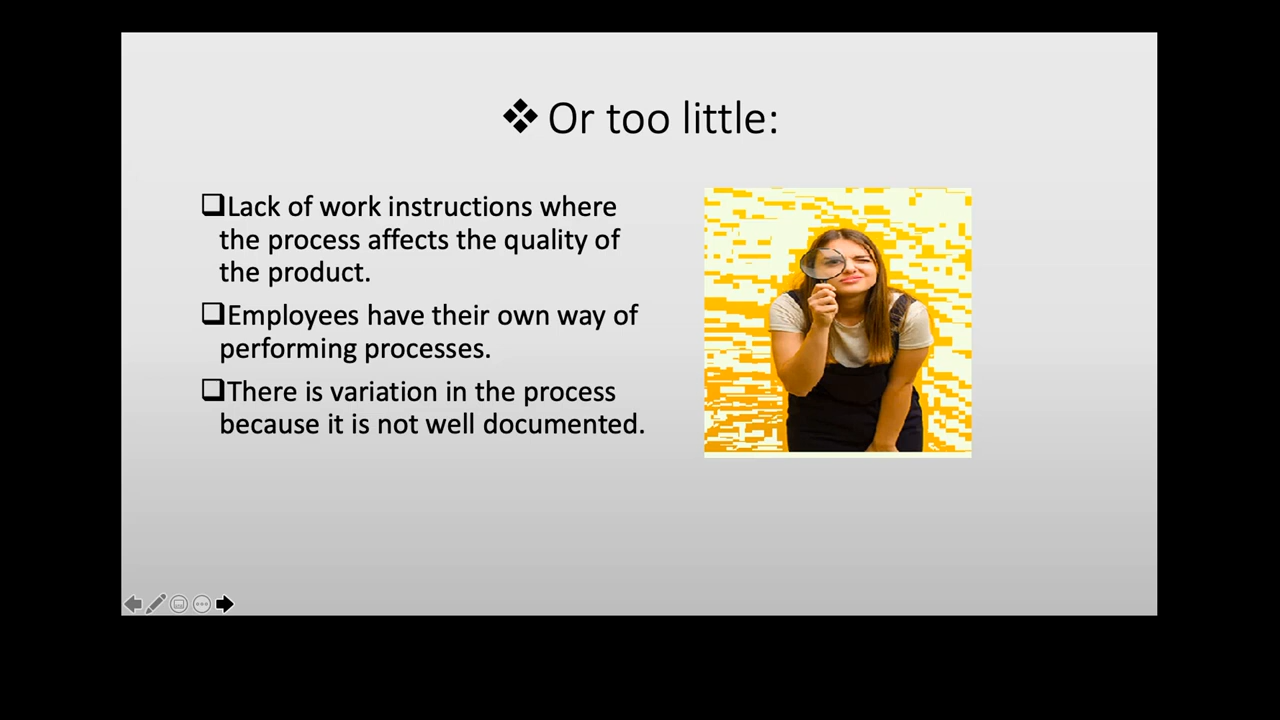 ❖ Or too little:
❑Lack of work instructions where
the process affects the quality of
the product.
❑Employees have their own way of
performing processes.
❑There is variation in the process
because it is not well documented.